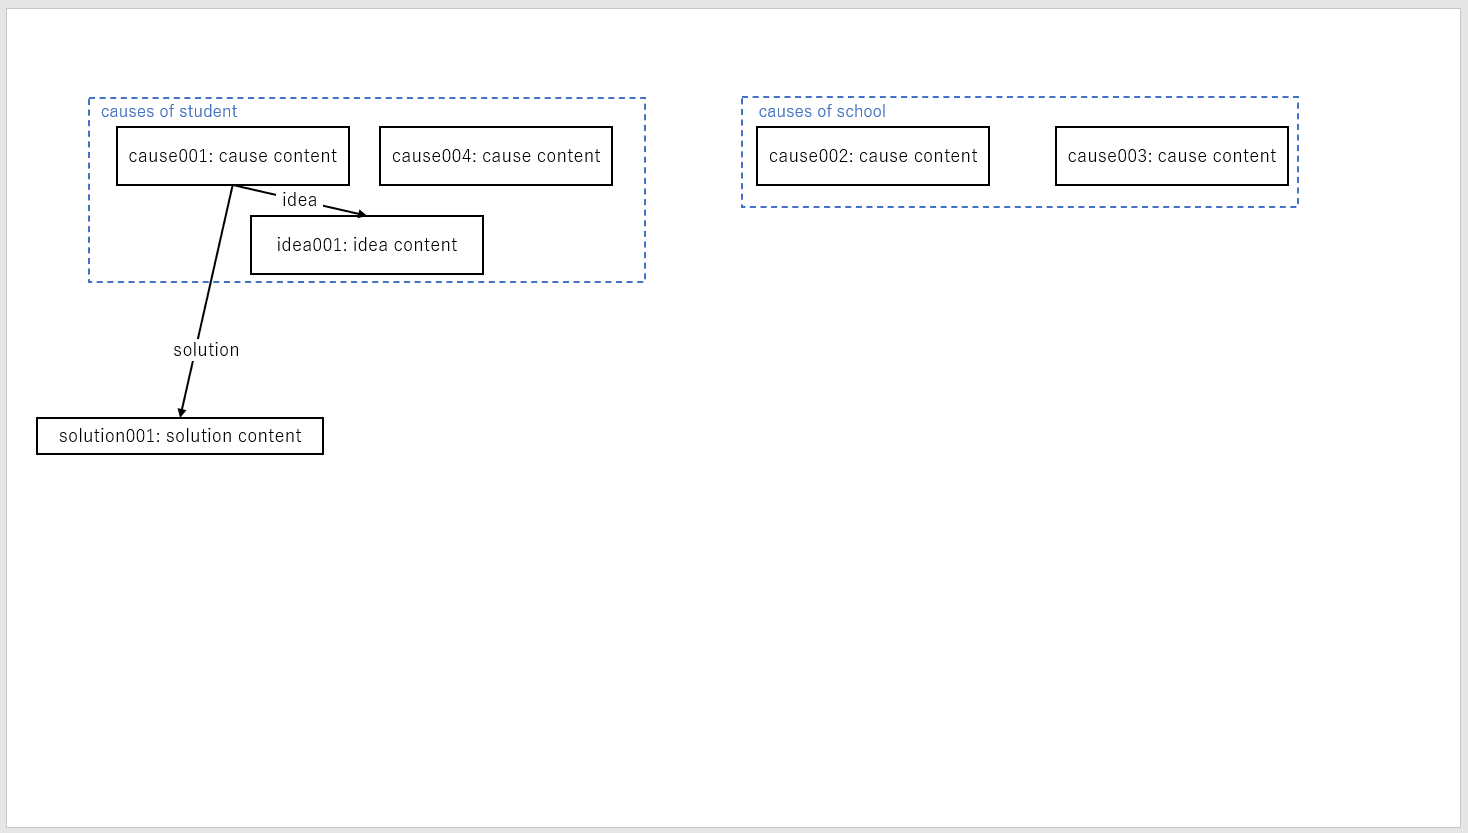 causes of student
cause001: cause content
cause004: cause content
idea
idea001: idea content
solution
solution001: solution content
causes of school
cause002: cause content
cause003: cause content